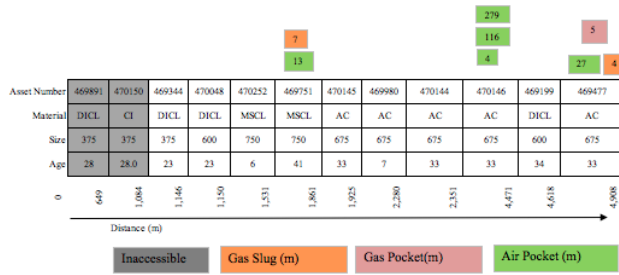 279
5
7
116
13
4
27
4
Asset Number 469891 470150 469344 470048 470252 469751 470145 469980 470144 470146 469199 469477
Material DICL CI DICL DICL MSCL MSCL AC AC AC AC DICL AC
Size 375 375 375 600 750 750 675 675 675 675 600 675
Age 28 28.0 23 23 6 41 33 7 33 33 34 33
0 649 1,084 1,146 1,150 1,531 1,861 1,925 2,280 2,351 4,471 4,618 4,908
Distance (m)
Inaccessible Gas Slug (m) Gas Pocket(m) Air Pocket (m)